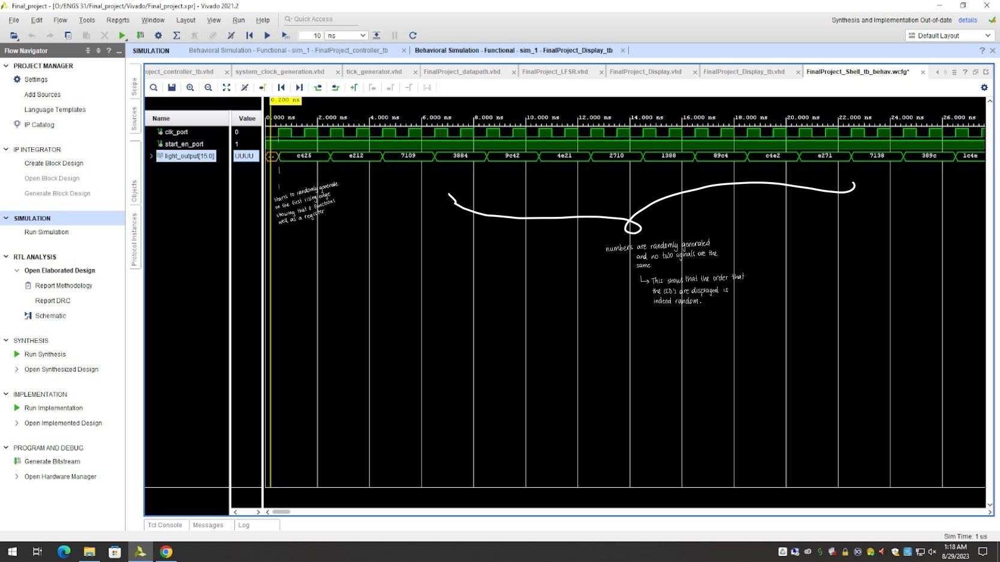 Final_project - [O:/ENGS 31/Final_project/Vivado/Final_project.xpr] - Vivado 2021.2
File Edit Flow Tools Reports Window Layout View Run Help Quick Access
Synthesis and Implementation Out-of-date details
10 ns
Default Layout
Flow Navigator
SIMULATION
Behavioral Simulation - Functional - sim_1 - FinalProject_controller_tb
Behavioral Simulation - Functional - sim_1 - FinalProject_Display_tb
PROJECT MANAGER
Settings
Add Sources
Language Templates
IP Catalog
IP INTEGRATOR
Create Block Design
Open Block Design
Generate Block Design
SIMULATION
Run Simulation
RTL ANALYSIS
Open Elaborated Design
Report Methodology
Report DRC
Schematic
SYNTHESIS
Run Synthesis
Open Synthesized Design
IMPLEMENTATION
Run Implementation
Open Implemented Design
PROGRAM AND DEBUG
Generate Bitstream
Open Hardware Manager
Scope
Sources
Objects
Protocol Instances
oject_controller_tb.vhd system_clock_generation.vhd tick_generator.vhd FinalProject_datapath.vhd FinalProject_LFSR.vhd FinalProject_Display.vhd FinalProject_Display_tb.vhd FinalProject_Shell_tb_behav.wcfg*
0.200 ns
Name Value
0.000 ns 2.000 ns 4.000 ns 6.000 ns 8.000 ns 10.000 ns 12.000 ns 14.000 ns 16.000 ns 18.000 ns 20.000 ns 22.000 ns 24.000 ns 26.000 ns
clk_port 0
start_en_port 1
light_output[15:0] UUUU
.. c425 e212 7109 3884 9c42 4e21 2710 1388 89c4 c4e2 e271 7138 389c 1c4e
starts to randomly generate
on the first rising edge
showing that it functions
well as a register
numbers are randomly generated
and no two signals are the
same
This shows that the order that
the LED's are displayed is
indeed random.
Tcl Console Messages Log
Sim Time: 1 us
1:18 AM
8/29/2023